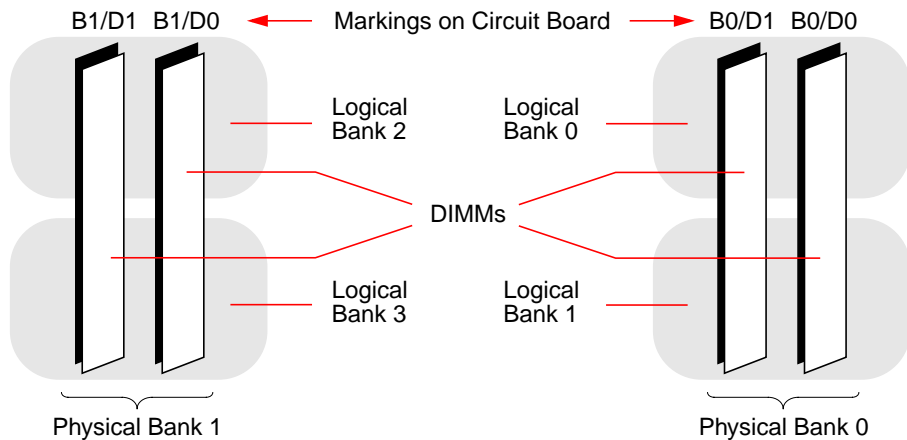 B1/D1 B1/D0 Markings on Circuit Board B0/D1 B0/D0
Logical Bank 2
Logical Bank 0
DIMMs
Logical Bank 3
Logical Bank 1
Physical Bank 1 Physical Bank 0